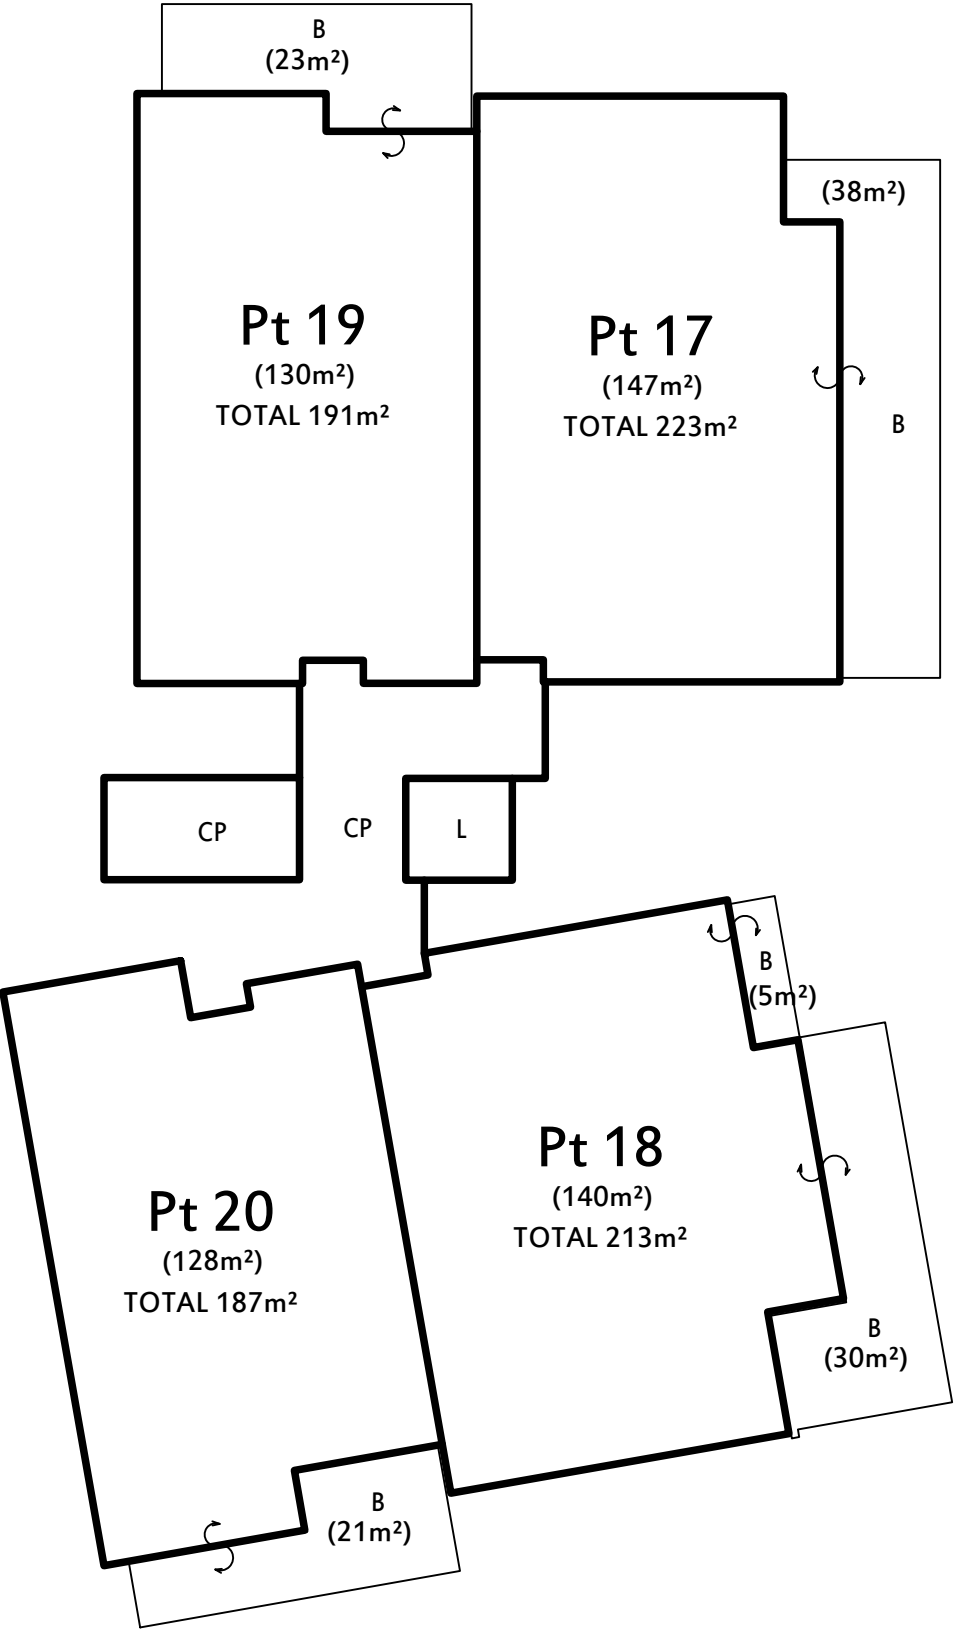 B
(23m²)
(38m²)
Pt 19
(130m²)
TOTAL 191m²
Pt 17
(147m²)
TOTAL 223m²
B
CP
CP
L
B
(5m²)
Pt 18
(140m²)
TOTAL 213m²
Pt 20
(128m²)
TOTAL 187m²
B
(30m²)
B
(21m²)